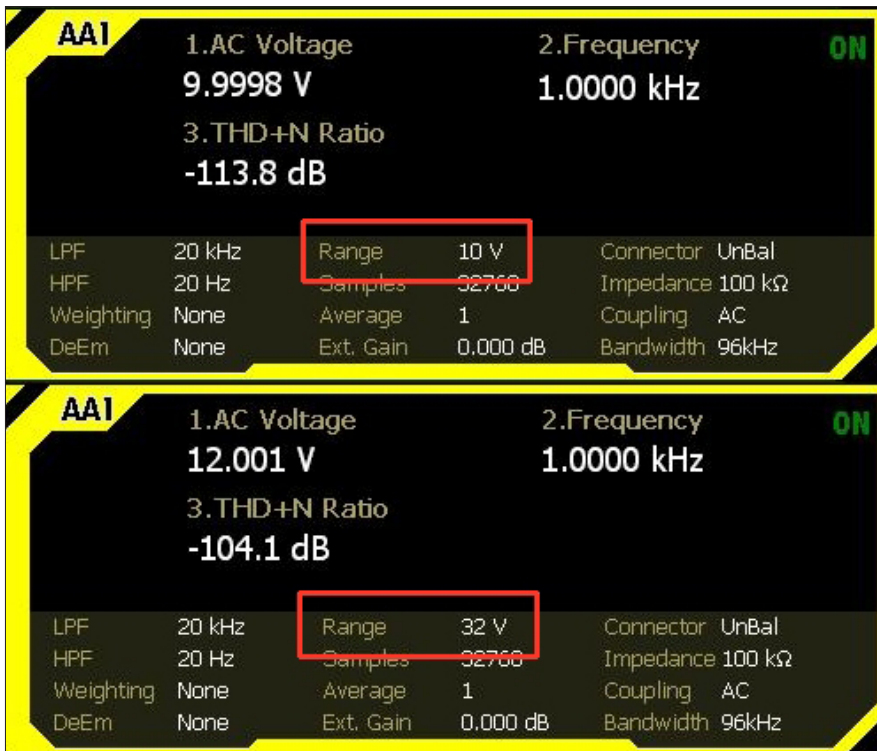 AA1
1.AC Voltage 2.Frequency ON
9.9998 V 1.0000 kHz
3.THD+N Ratio
-113.8 dB
LPF 20 kHz Range 10 V Connector UnBal
HPF 20 Hz Samples 32768 Impedance 100 kΩ
Weighting None Average 1 Coupling AC
DeEm None Ext. Gain 0.000 dB Bandwidth 96kHz
AA1
1.AC Voltage 2.Frequency ON
12.001 V 1.0000 kHz
3.THD+N Ratio
-104.1 dB
LPF 20 kHz Range 32 V Connector UnBal
HPF 20 Hz Samples 32768 Impedance 100 kΩ
Weighting None Average 1 Coupling AC
DeEm None Ext. Gain 0.000 dB Bandwidth 96kHz